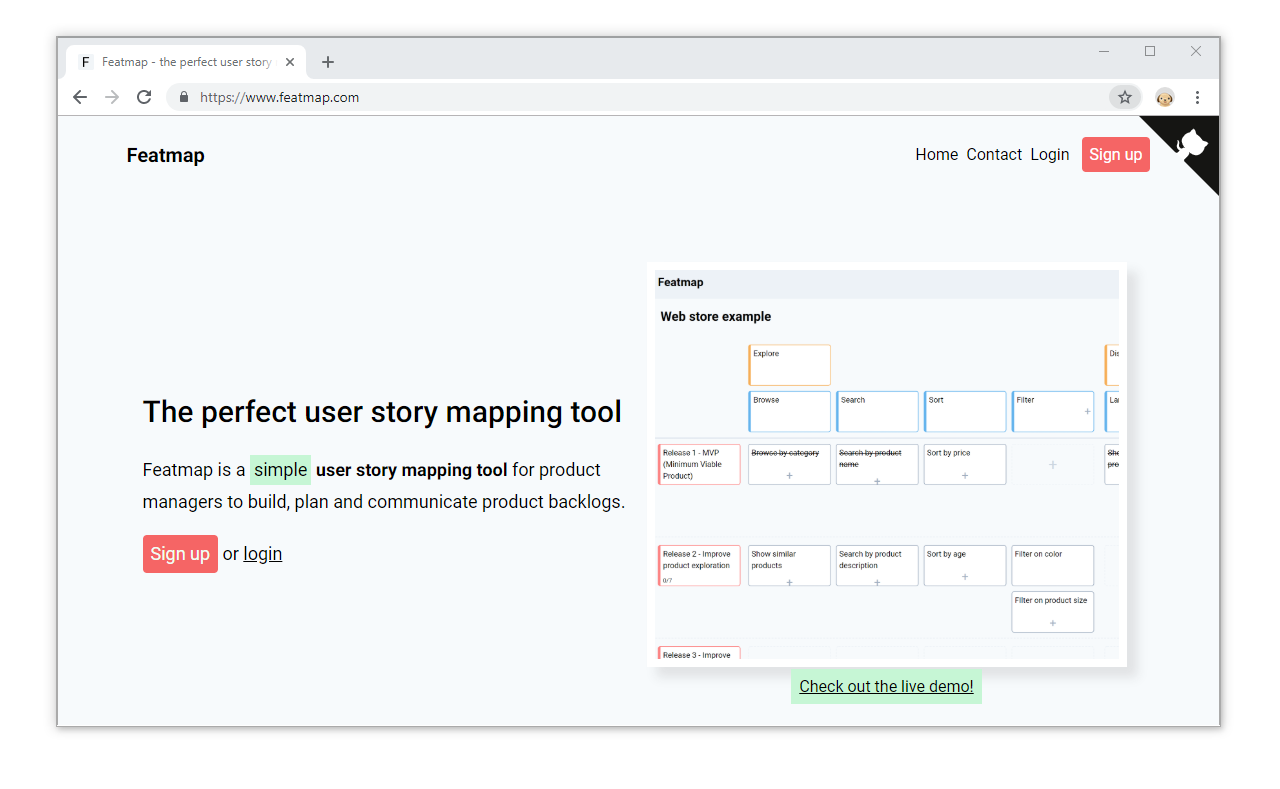 F Featmap - the perfect user story
https://www.featmap.com
Featmap
Home Contact Login Sign up
The perfect user story mapping tool
Featmap is a simple user story mapping tool for product
managers to build, plan and communicate product backlogs.
Sign up or login
Featmap
Web store example
Explore
Dis
Browse
Search
Sort
Filter
+
Lar
Release 1 - MVP
(Minimum Viable
Product)
Browse by category
+
Search by product
name
+
Sort by price
+
+
Sho
pro
Release 2 - Improve
product exploration
0/7
Show similar
products
+
Search by product
description
+
Sort by age
+
Filter on color
Filter on product size
+
Release 3 - Improve
Check out the live demo!